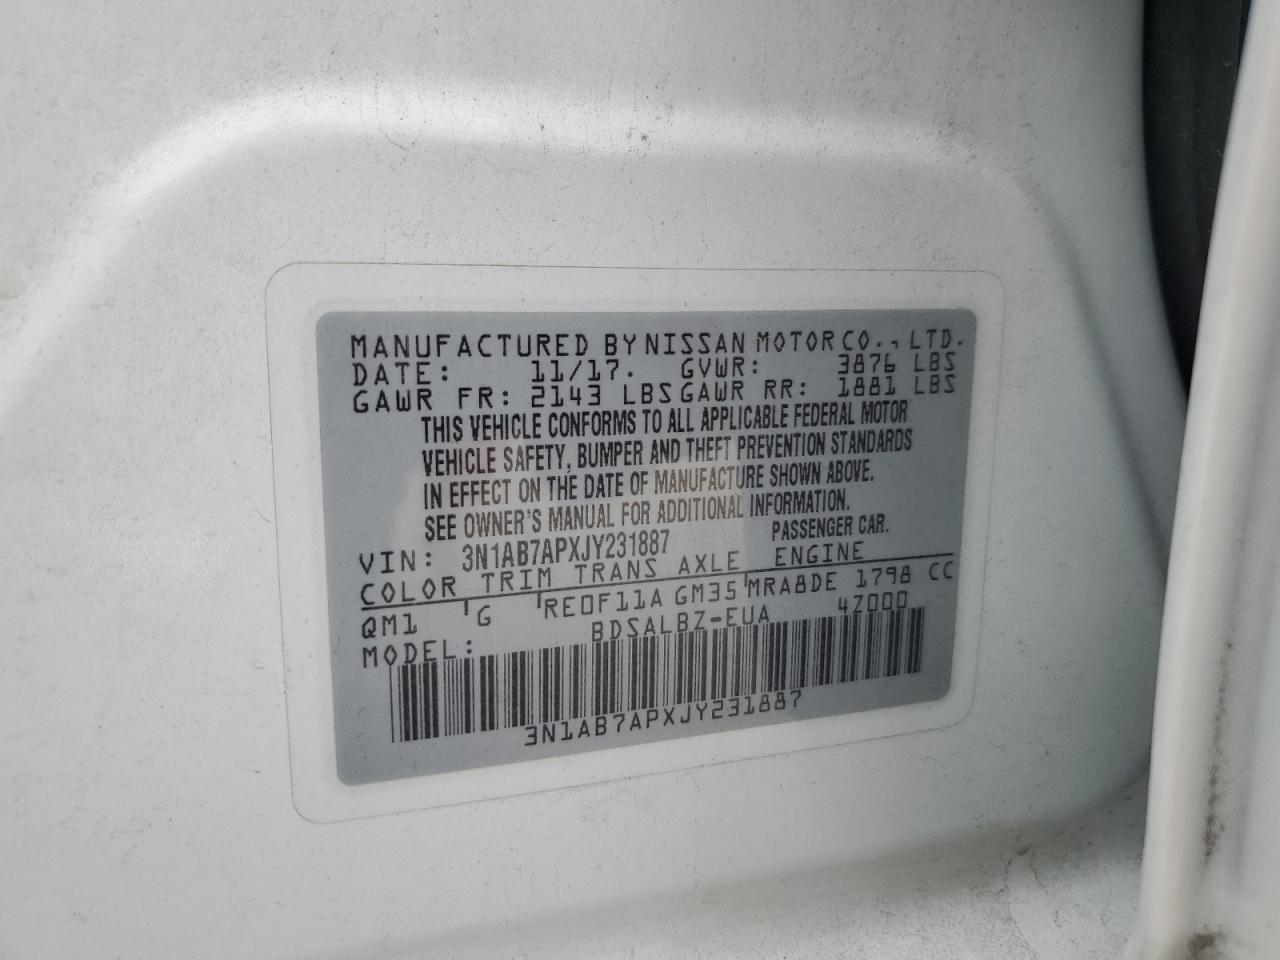 MANUFACTURED BY NISSAN MOTOR CO., LTD.
DATE: 11/17. GVWR: 3876 LBS
GAWR FR: 2143 LBS GAWR RR: 1881 LBS
THIS VEHICLE CONFORMS TO ALL APPLICABLE FEDERAL MOTOR
VEHICLE SAFETY, BUMPER AND THEFT PREVENTION STANDARDS
IN EFFECT ON THE DATE OF MANUFACTURE SHOWN ABOVE.
SEE OWNER'S MANUAL FOR ADDITIONAL INFORMATION.
VIN: 3N1AB7APXJY231887 PASSENGER CAR.
COLOR TRIM TRANS AXLE ENGINE
QM1 G RE0F11A GM35 MRA8DE 1798 CC
MODEL: BDSALBZ-EUA 4Z000
3N1AB7APXJY231887